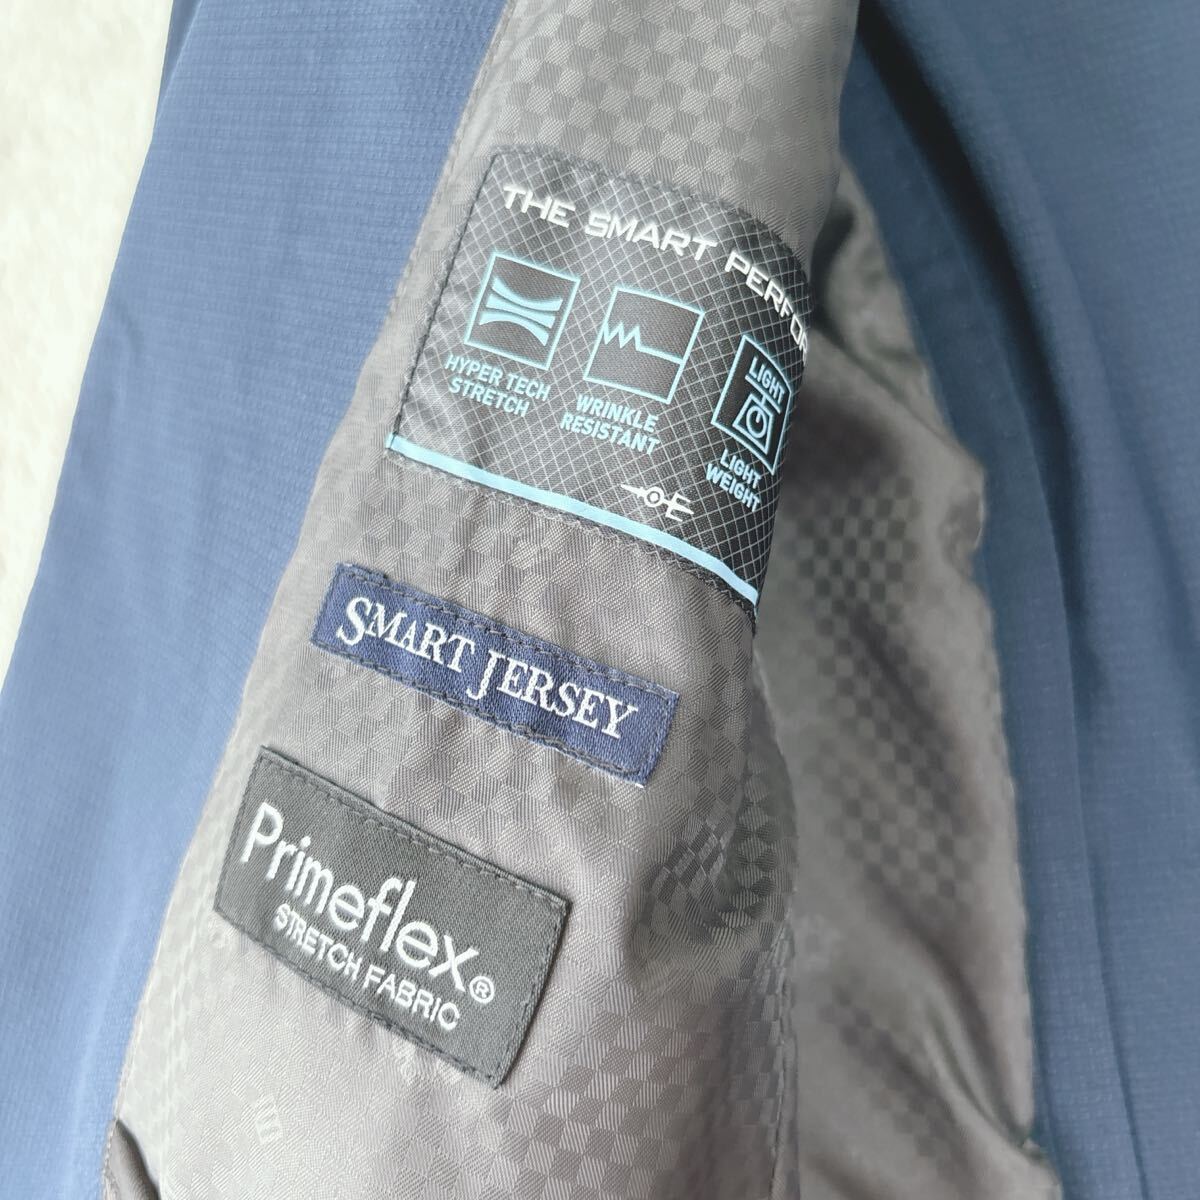 THE SMART PERFOR
HYPER TECH
STRETCH
WRINKLE
RESISTANT
LIGHT
LIGHT
WEIGHT
SMART JERSEY
Primeflex®
STRETCH FABRIC